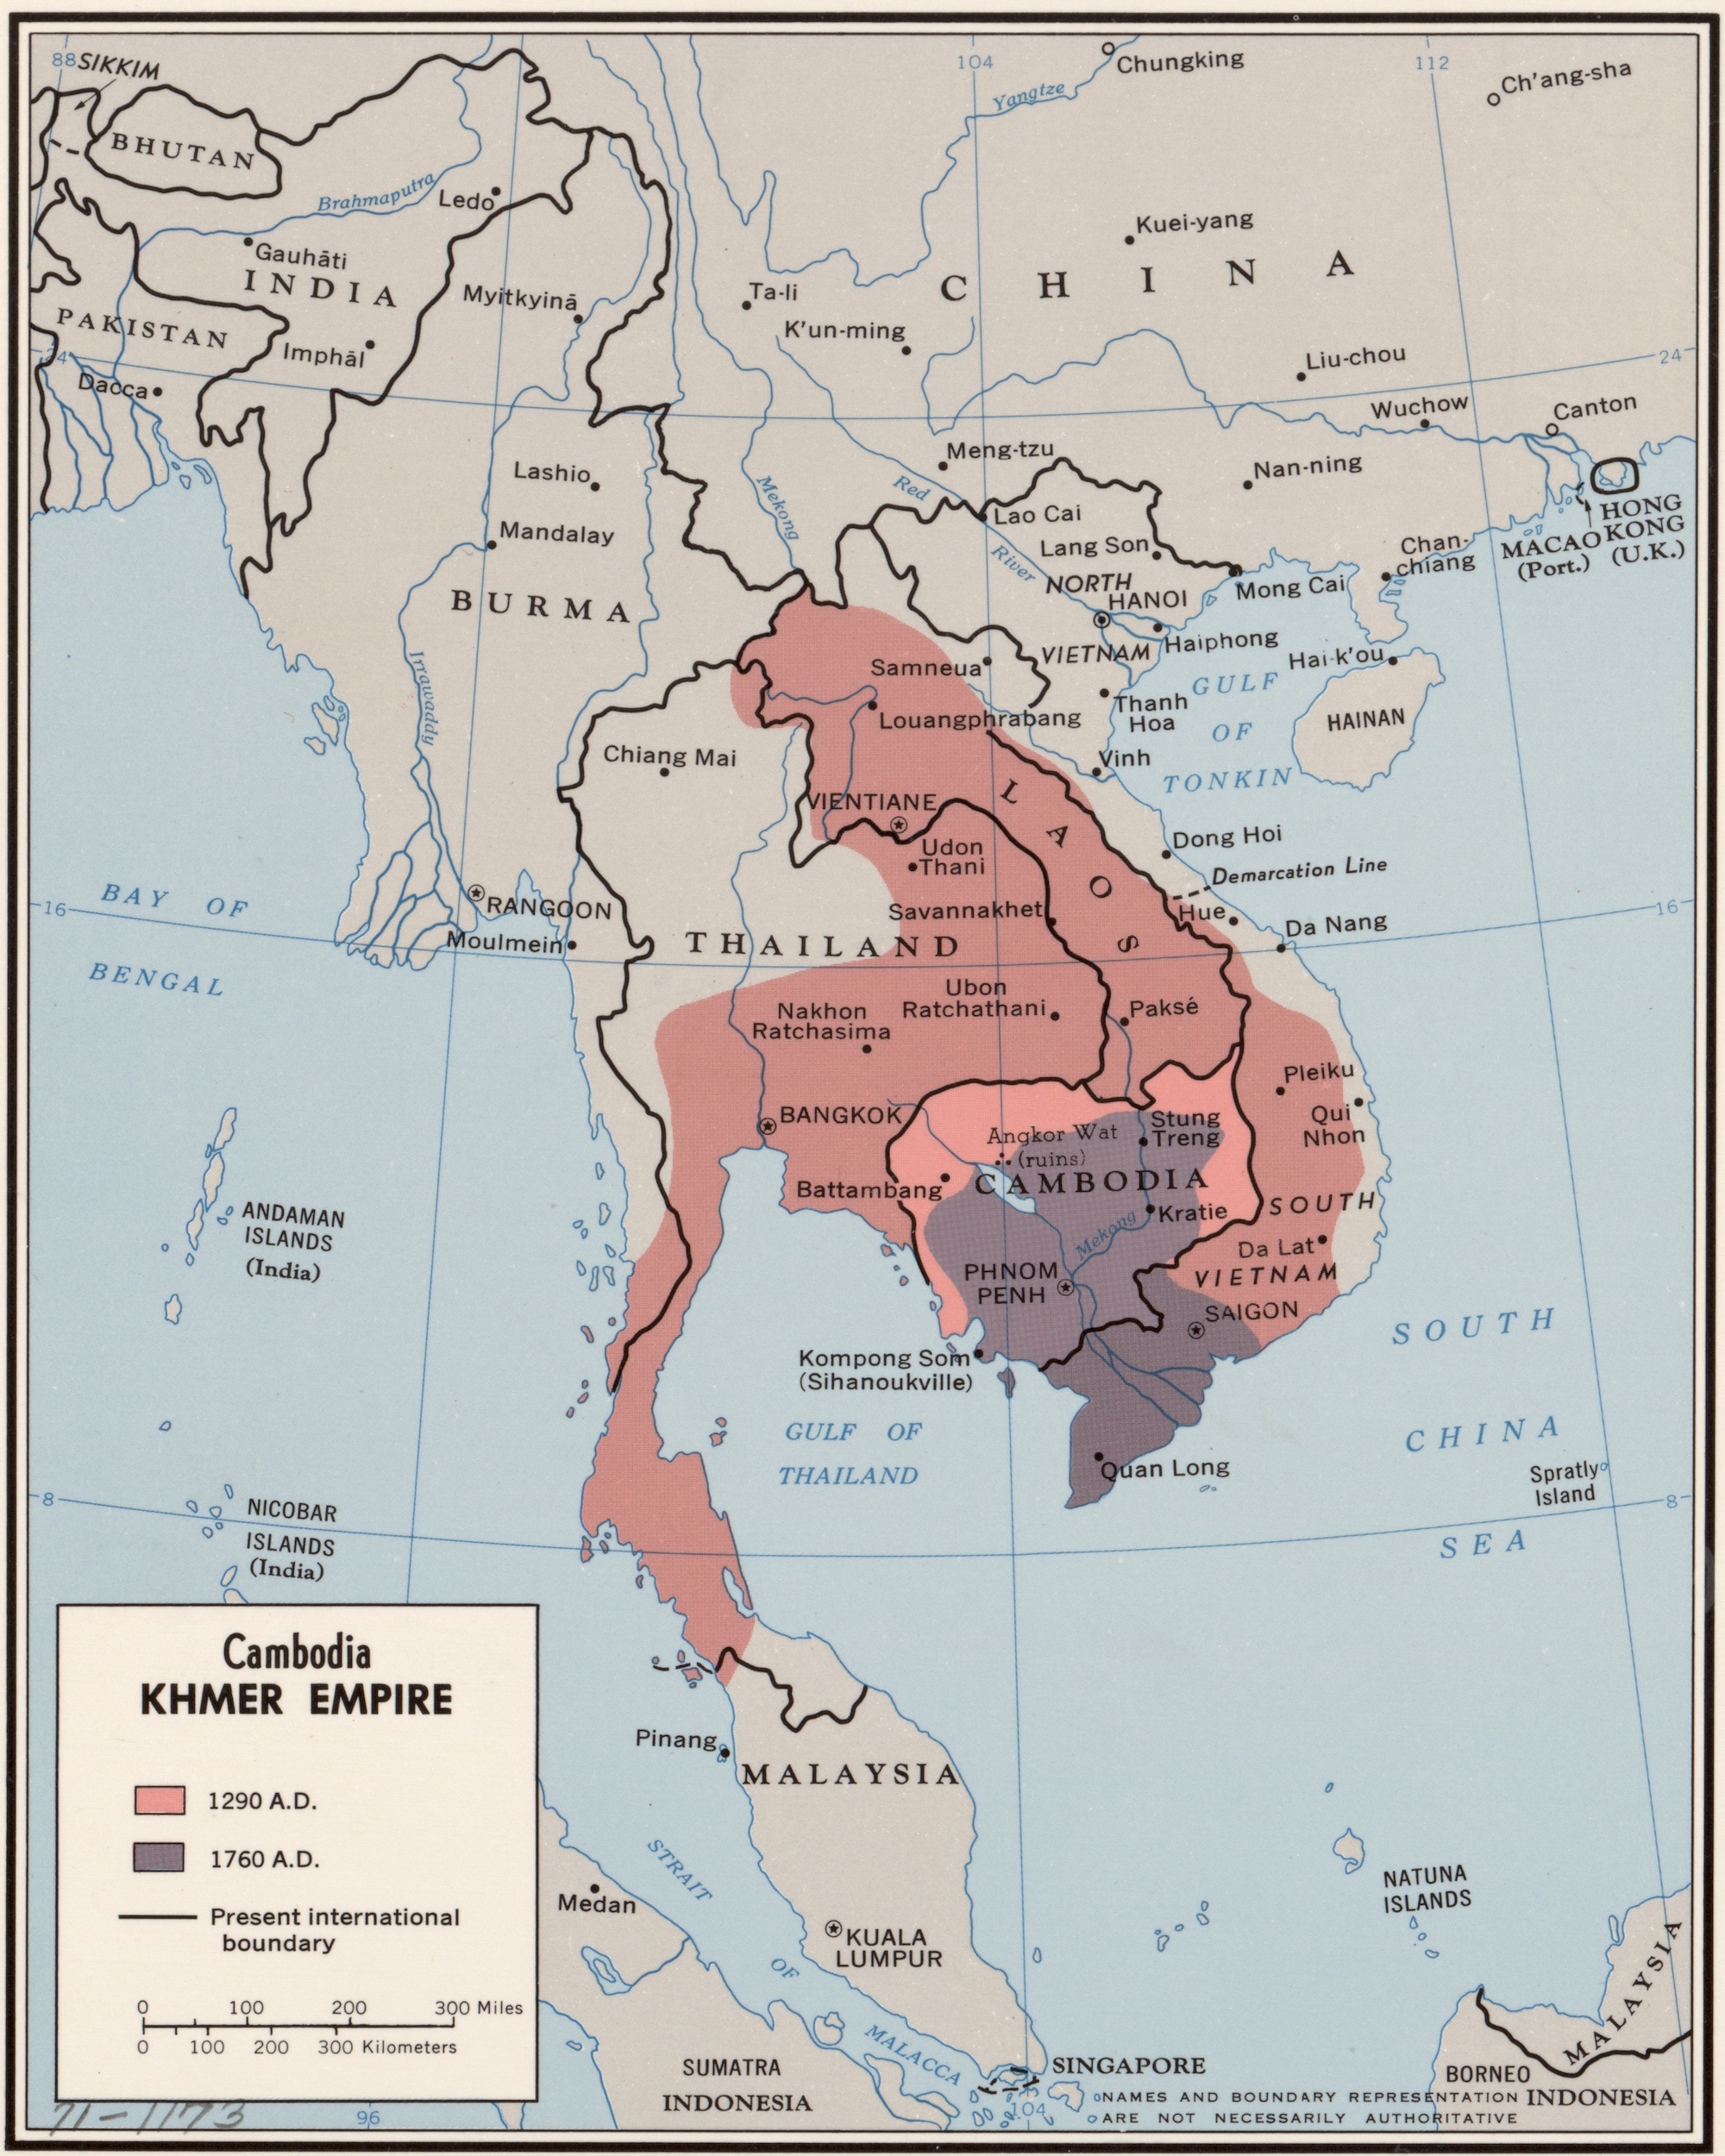 88
SIKKIM
104
112
Chungking
Yangtze
Ch'ang-sha
BHUTAN
Brahmaputra
Ledo
Kuei-yang
Gauhāti
INDIA
CHINA
Myitkyinā
Ta-li
K'un-ming
PAKISTAN
Imphāl
24
24
Liu-chou
Dacca
Wuchow
Canton
Meng-tzu
Lashio
Nan-ning
Mekong
Red
River
Lao Cai
HONG
KONG
(U.K.)
MACAO
(Port.)
Mandalay
Lang Son
Chan-
chiang
NORTH
VIETNAM
HANOI
Mong Cai
BURMA
Haiphong
Irrawaddy
Samneua
Hai-k'ou
GULF
OF
TONKIN
Thanh
Hoa
Louangphrabang
HAINAN
Chiang Mai
Vinh
VIENTIANE
LAOS
Udon
Thani
Dong Hoi
Demarcation Line
BAY OF
BENGAL
16
16
RANGOON
Savannakhet
Hue
Da Nang
Moulmein
THAILAND
Ubon
Ratchathani
Nakhon
Ratchasima
Paksé
Pleiku
BANGKOK
Stung
Treng
Qui
Nhon
Angkor Wat
(ruins)
CAMBODIA
Battambang
Kratie
SOUTH
VIETNAM
ANDAMAN
ISLANDS
(India)
Mekong
Da Lat
PHNOM
PENH
SAIGON
SOUTH
CHINA
SEA
Kompong Som
(Sihanoukville)
GULF OF
THAILAND
Quan Long
Spratly
Island
8
8
NICOBAR
ISLANDS
(India)
Cambodia
KHMER EMPIRE
1290 A.D.
1760 A.D.
Present international
boundary
0 100 200 300 Miles
0 100 200 300 Kilometers
Pinang
MALAYSIA
STRAIT
OF
MALACCA
Medan
KUALA
LUMPUR
NATUNA
ISLANDS
MALAYSIA
SUMATRA
INDONESIA
SINGAPORE
BORNEO
INDONESIA
NAMES AND BOUNDARY REPRESENTATION
ARE NOT NECESSARILY AUTHORITATIVE
71-1173
96
104